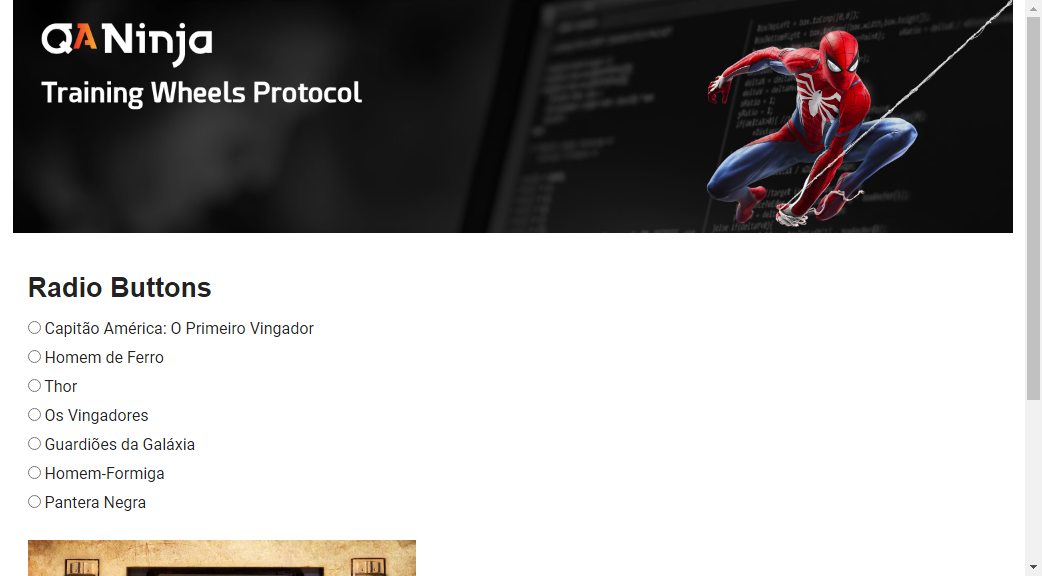 QANinja
Training Wheels Protocol
Radio Buttons
Capitão América: O Primeiro Vingador
Homem de Ferro
Thor
Os Vingadores
Guardiões da Galáxia
Homem-Formiga
Pantera Negra